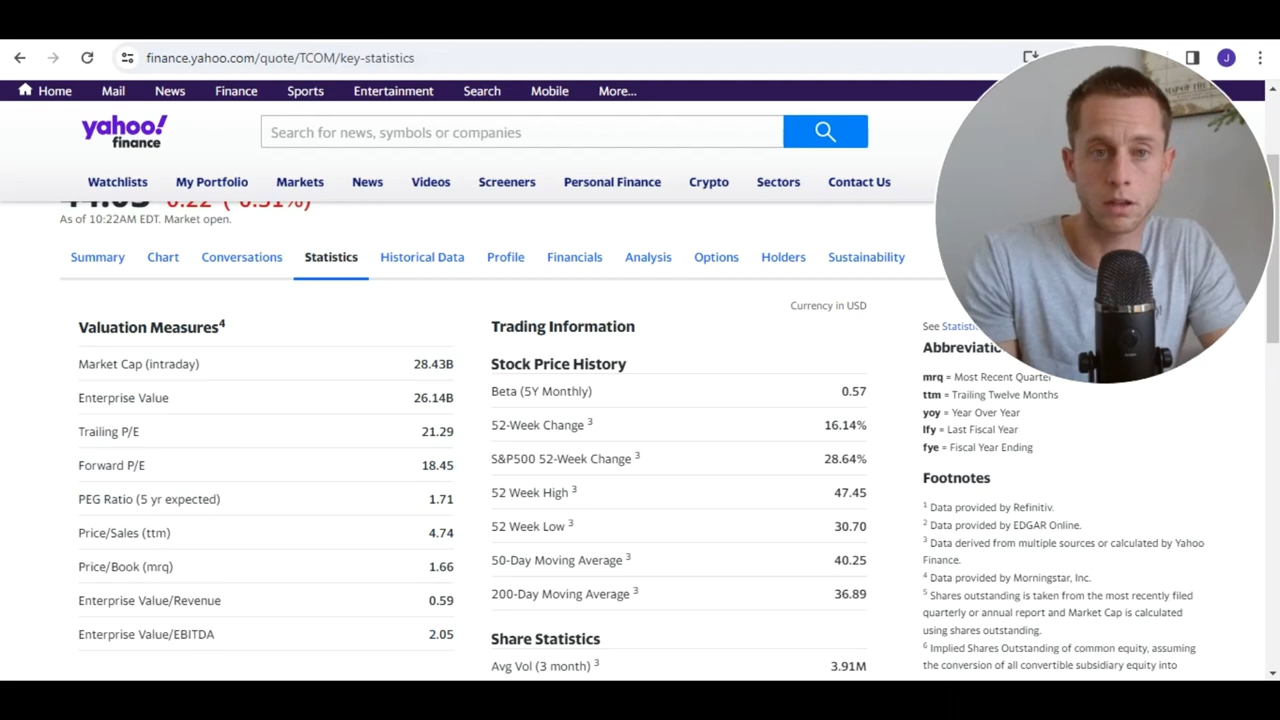 finance.yahoo.com/quote/TCOM/key-statistics
J
Home Mail News Finance Sports Entertainment Search Mobile More...
yahoo!
finance
Search for news, symbols or companies
Watchlists My Portfolio Markets News Videos Screeners Personal Finance Crypto Sectors Contact Us
As of 10:22AM EDT. Market open.
Summary Chart Conversations Statistics Historical Data Profile Financials Analysis Options Holders Sustainability
Currency in USD
Valuation Measures4
Market Cap (intraday) 28.43B
Enterprise Value 26.14B
Trailing P/E 21.29
Forward P/E 18.45
PEG Ratio (5 yr expected) 1.71
Price/Sales (ttm) 4.74
Price/Book (mrq) 1.66
Enterprise Value/Revenue 0.59
Enterprise Value/EBITDA 2.05
Trading Information
Stock Price History
Beta (5Y Monthly) 0.57
52-Week Change 3 16.14%
S&P500 52-Week Change 3 28.64%
52 Week High 3 47.45
52 Week Low 3 30.70
50-Day Moving Average 3 40.25
200-Day Moving Average 3 36.89
Share Statistics
Avg Vol (3 month) 3 3.91M
See
mrq = Most Recent Quarter
ttm = Trailing Twelve Months
yoy = Year Over Year
lfy = Last Fiscal Year
fye = Fiscal Year Ending
Footnotes
1 Data provided by Refinitiv.
2 Data provided by EDGAR Online.
3 Data derived from multiple sources or calculated by Yahoo
Finance.
4 Data provided by Morningstar, Inc.
5 Shares outstanding is taken from the most recently filed
quarterly or annual report and Market Cap is calculated
using shares outstanding.
6 Implied Shares Outstanding of common equity, assuming
the conversion of all convertible subsidiary equity into